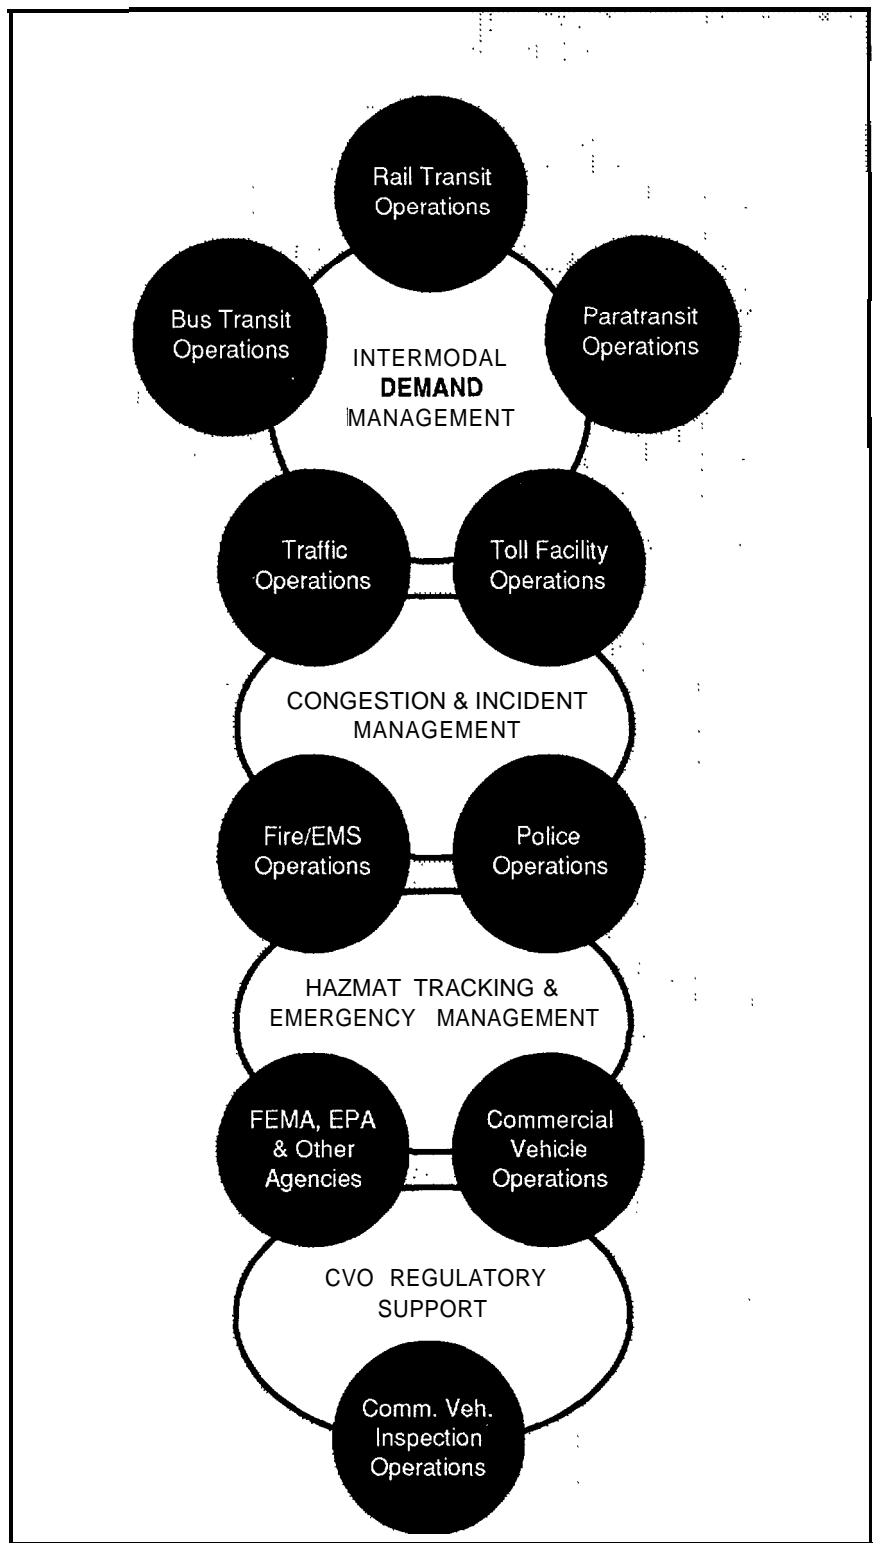 Rail Transit
Operations
Bus Transit
Operations
Paratransit
Operations
INTERMODAL
DEMAND
MANAGEMENT
Traffic
Operations
Toll Facility
Operations
CONGESTION & INCIDENT
MANAGEMENT
Fire/EMS
Operations
Police
Operations
HAZMAT TRACKING &
EMERGENCY MANAGEMENT
FEMA, EPA
& Other
Agencies
Commercial
Vehicle
Operations
CVO REGULATORY
SUPPORT
Comm. Veh.
Inspection
Operations